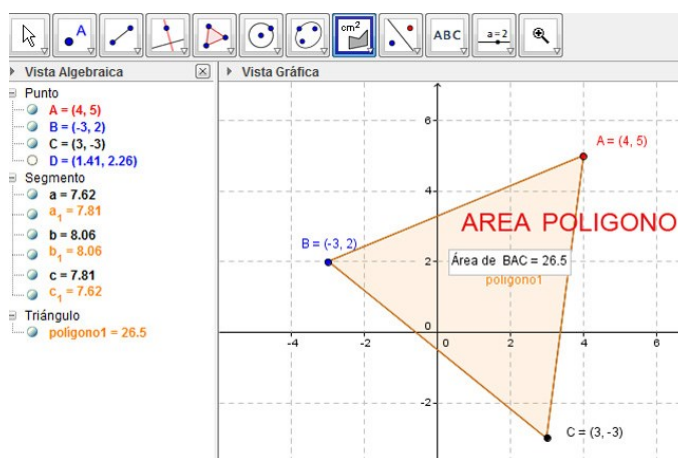 cm²
A
ABC
a=2
Vista Algebraica
Vista Gráfica
Punto
A = (4, 5)
B = (-3, 2)
C = (3, -3)
D = (1.41, 2.26)
Segmento
a = 7.62
a₁ = 7.81
b = 8.06
b₁ = 8.06
c = 7.81
c₁ = 7.62
Triángulo
polígono1 = 26.5
6
A = (4, 5)
4
AREA POLIGONO
B = (-3, 2)
2
Área de BAC = 26.5
polígono1
0
-4
-2
0
2
4
6
-2
C = (3, -3)